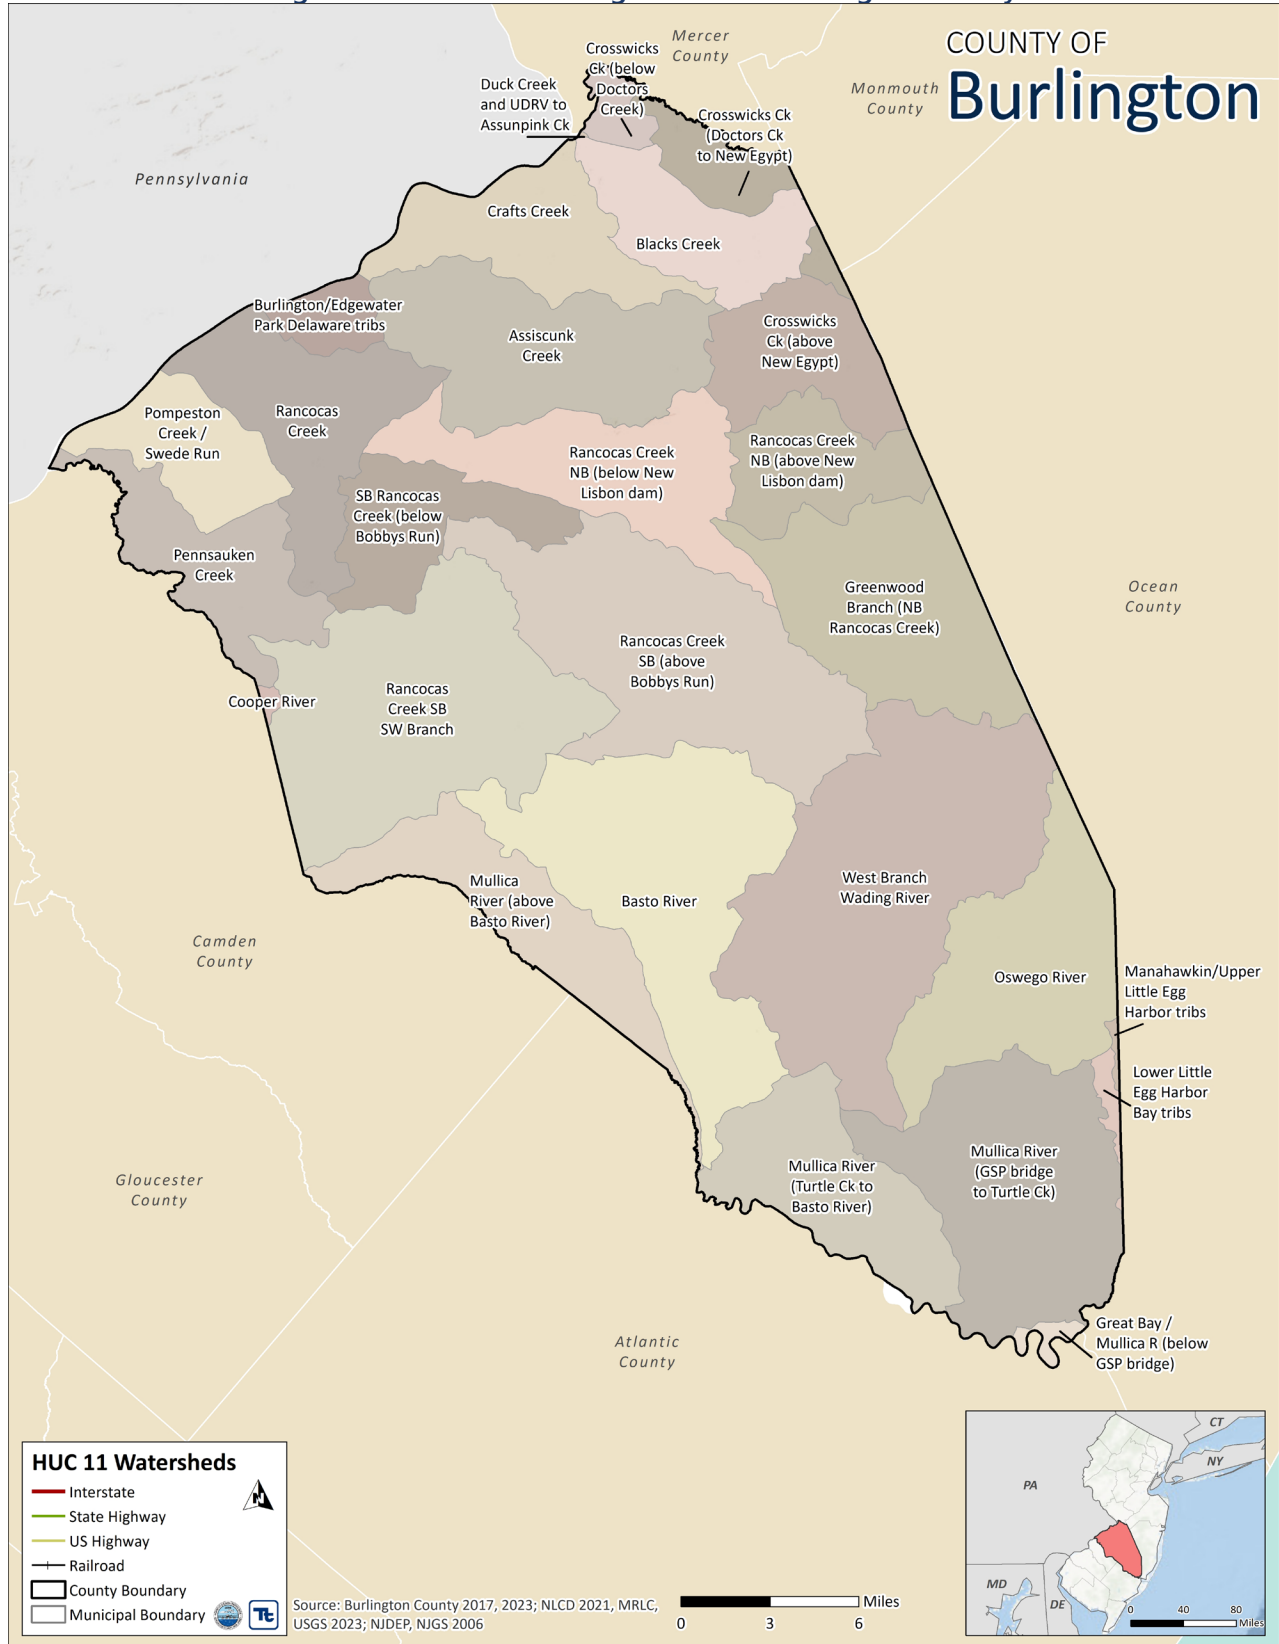 COUNTY OF
Burlington
Mercer
County
Monmouth
County
Pennsylvania
Crosswicks
Ck (below
Doctors
Creek)
Duck Creek
and UDRV to
Assunpink Ck
Crosswicks Ck
(Doctors Ck
to New Egypt)
Crafts Creek
Blacks Creek
Burlington/Edgewater
Park Delaware tribs
Assiscunk
Creek
Crosswicks
Ck (above
New Egypt)
Pompeston
Creek /
Swede Run
Rancocas
Creek
Rancocas Creek
NB (below New
Lisbon dam)
Rancocas Creek
NB (above New
Lisbon dam)
SB Rancocas
Creek (below
Bobbys Run)
Pennsauken
Creek
Greenwood
Branch (NB
Rancocas Creek)
Ocean
County
Rancocas Creek
SB (above
Bobbys Run)
Cooper River
Rancocas
Creek SB
SW Branch
Mullica
River (above
Basto River)
Basto River
West Branch
Wading River
Camden
County
Oswego River
Manahawkin/Upper
Little Egg
Harbor tribs
Lower Little
Egg Harbor
Bay tribs
Gloucester
County
Mullica River
(Turtle Ck to
Basto River)
Mullica River
(GSP bridge
to Turtle Ck)
Atlantic
County
Great Bay /
Mullica R (below
GSP bridge)
HUC 11 Watersheds
N
Interstate
State Highway
US Highway
Railroad
County Boundary
Municipal Boundary
Tt
Source: Burlington County 2017, 2023; NLCD 2021, MRLC,
USGS 2023; NJDEP, NJGS 2006
Miles
0 3 6
CT
NY
PA
MD
DE
0 40 80
Miles